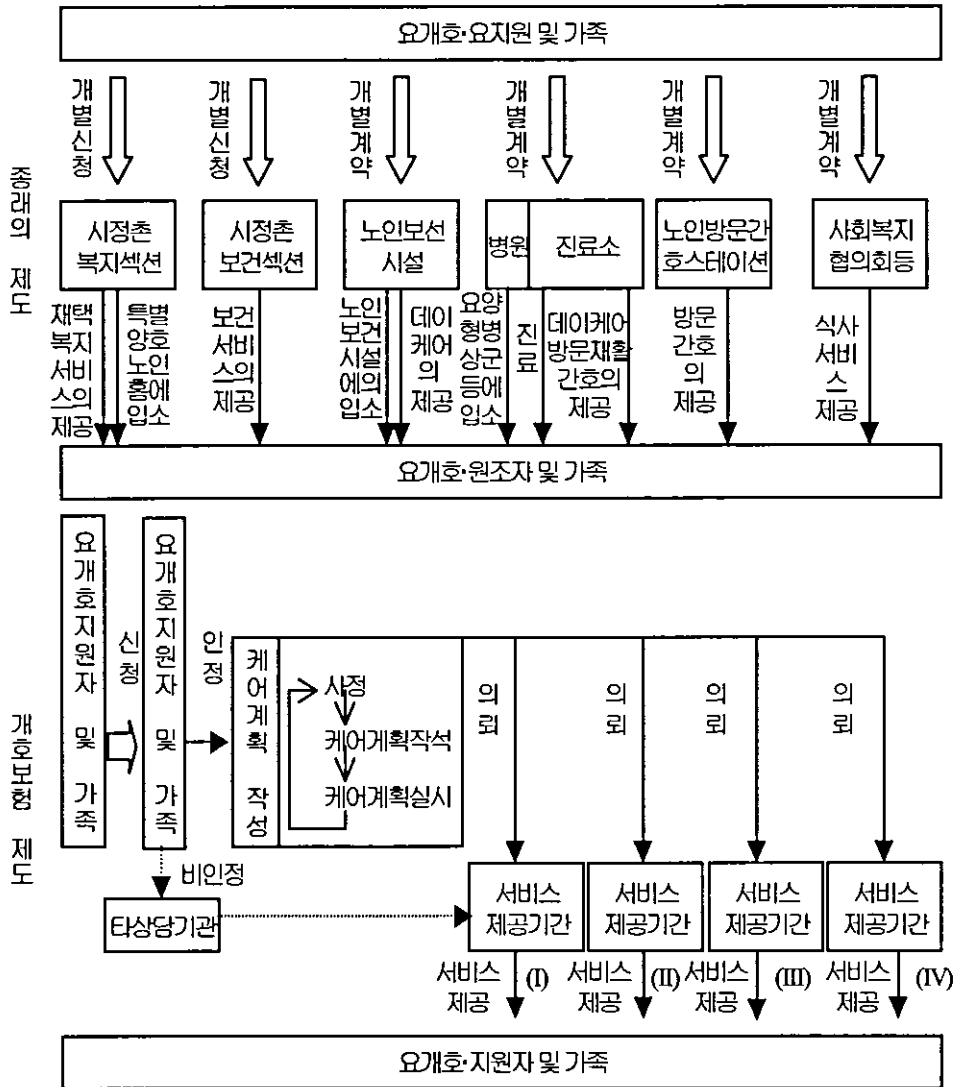 요개호·요지원 및 가족
개별신청
개별신청
개별계약
개별계약
개별계약
개별계약
종래의 제도
시정촌
복지섹션
시정촌
보건섹션
노인보선
시설
병원
진료소
노인방문간
호스테이션
사회복지
협의회등
재택
복지
서비
스의
제공
특별
양호
노인
홈에
입소
보건
서비
스의
제공
노인
보건
시설
에의
입소
데이
케어
의
제공
요양
형병
상군
등에
입소
진료
데이케어
방문재활
간호의
제공
방문
간호
의
제공
식사
서비
스
제공
요개호·원조자 및 가족
개호보험 제도
요개호지원자 및 가족
신청
요개호지원자 및 가족
인정
케어계획 작성
사정
케어계획작석
케어계획실시
의뢰
의뢰
의뢰
의뢰
비인정
타상담기관
서비스
제공기간
서비스
제공기간
서비스
제공기간
서비스
제공기간
서비스
제공
(I)
서비스
제공
(II)
서비스
제공
(III)
서비스
제공
(IV)
요개호·지원자 및 가족